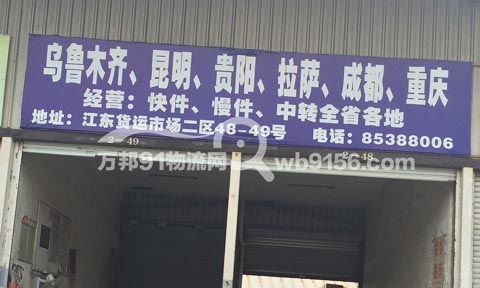 乌鲁木齐、昆明、贵阳、拉萨、成都、重庆
经营：快件、慢件、中转全省各地
地址：江东货运市场二区48-49号 电话：85388006
万邦91物流网 wb9156.com
2-49 2-48